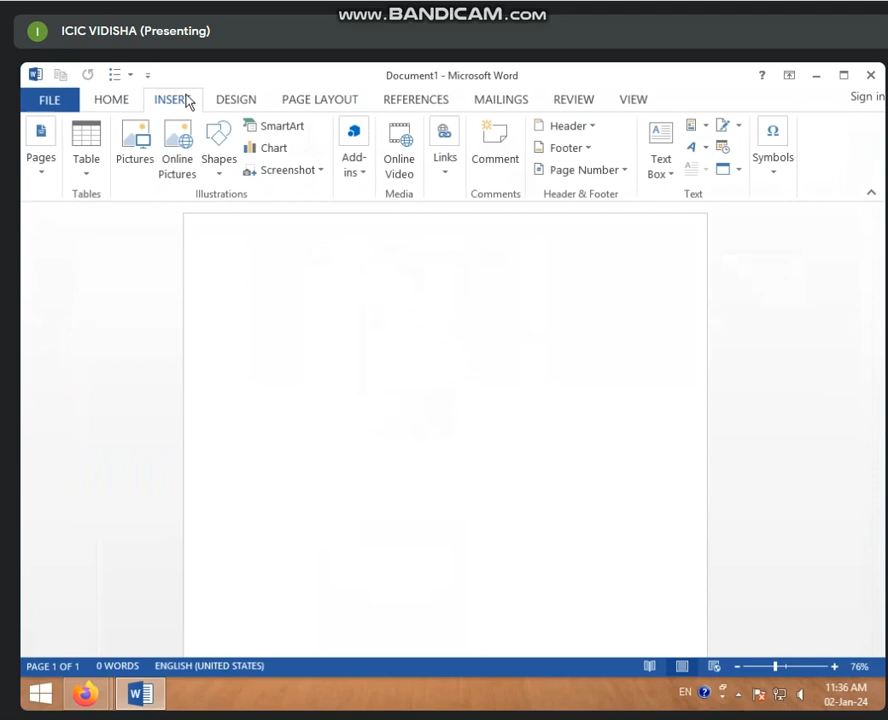 www.BANDICAM.com
I ICIC VIDISHA (Presenting)
Document1 - Microsoft Word ?
FILE HOME INSERT DESIGN PAGE LAYOUT REFERENCES MAILINGS REVIEW VIEW Sign in
Pages
Table
Pictures
Online
Pictures
Shapes
SmartArt
Chart
Screenshot
Add-
ins
Online
Video
Links
Comment
Header
Footer
Page Number
Text
Box
Symbols
Tables Illustrations Media Comments Header & Footer Text
PAGE 1 OF 1 0 WORDS ENGLISH (UNITED STATES) 76%
EN 11:36 AM
02-Jan-24